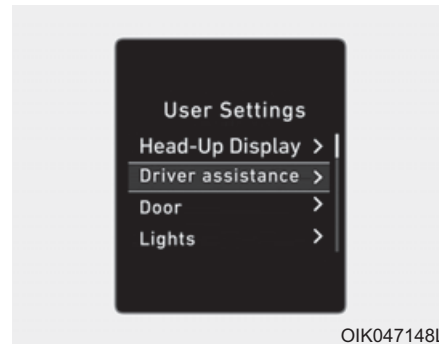 User Settings
Head-Up Display >
Driver assistance >
Door >
Lights >
OIK047148L